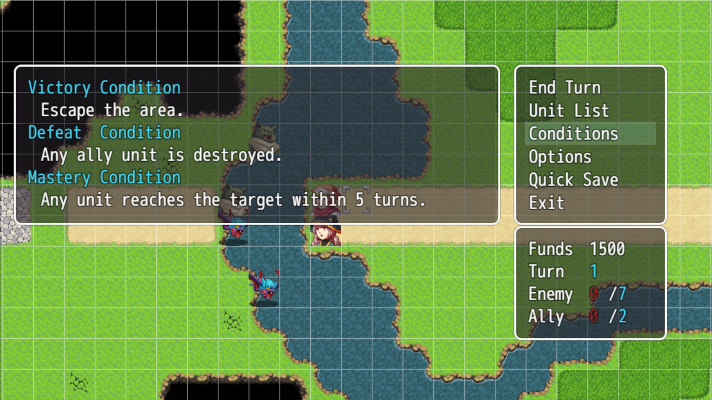 Victory Condition
Escape the area.
Defeat Condition
Any ally unit is destroyed.
Mastery Condition
Any unit reaches the target within 5 turns.
End Turn
Unit List
Conditions
Options
Quick Save
Exit
Funds 1500
Turn 1
Enemy 0 /7
Ally 0 /2